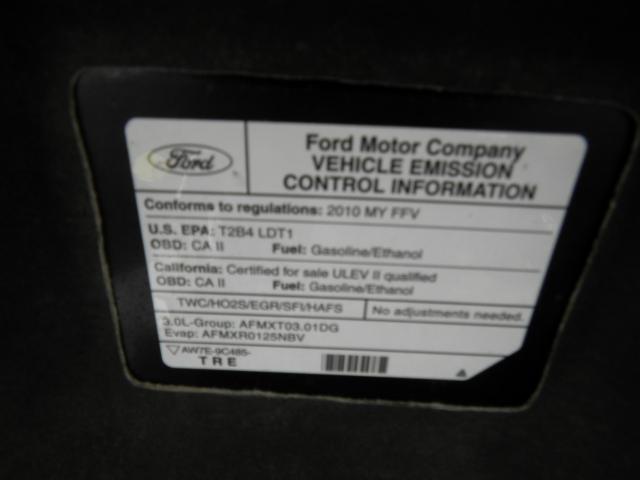 Ford
Ford Motor Company
VEHICLE EMISSION
CONTROL INFORMATION
Conforms to regulations: 2010 MY FFV
U.S. EPA: T2B4 LDT1
OBD: CA II Fuel: Gasoline/Ethanol
California: Certified for sale ULEV II qualified
OBD: CA II Fuel: Gasoline/Ethanol
TWC/HO2S/EGR/SFI/HAFS No adjustments needed.
3.0L-Group: AFMXT03.01DG
Evap: AFMXR0125NBV
AW7E-9C485-
TRE